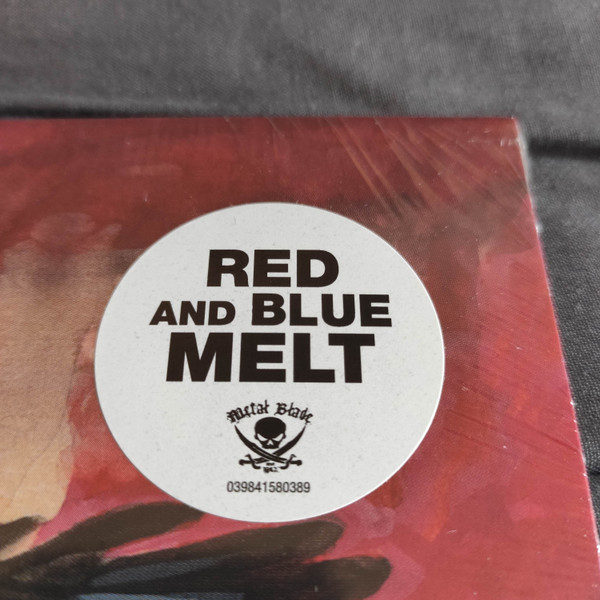 RED
AND BLUE
MELT
Metal Blade
039841580389